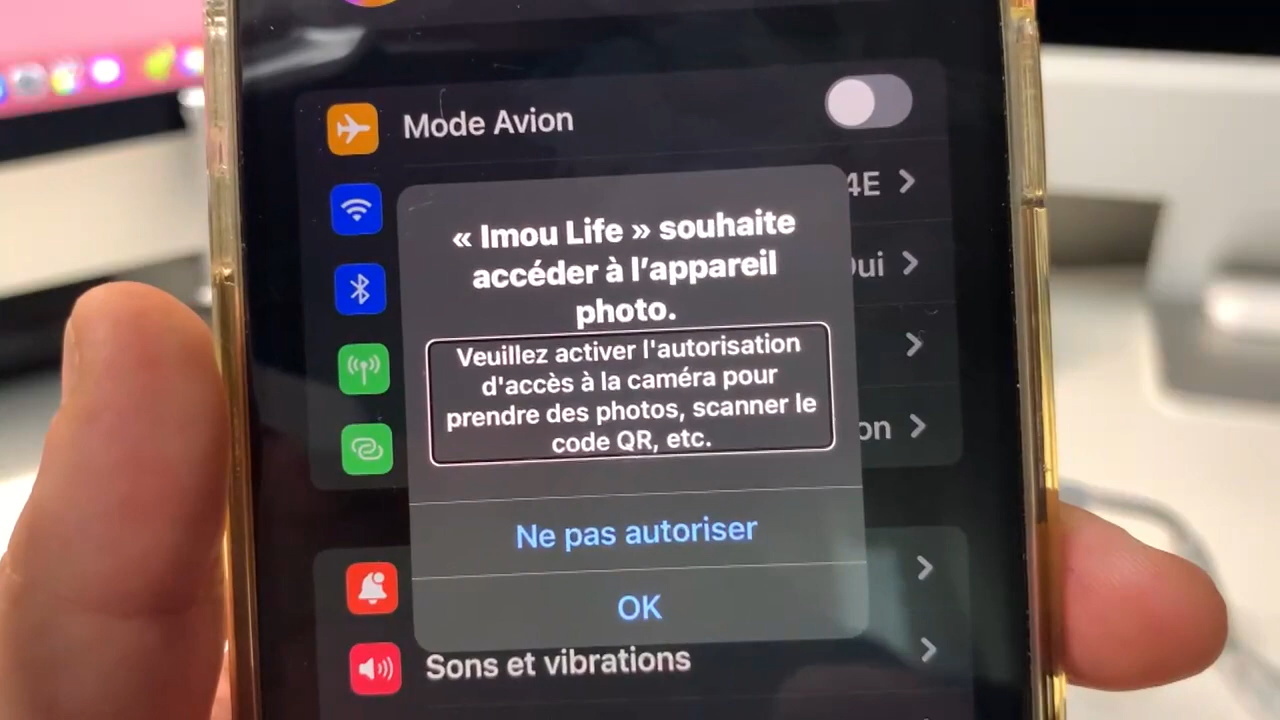 Mode Avion
4E
« Imou Life » souhaite
accéder à l'appareil
photo.
Oui
Veuillez activer l'autorisation
d'accès à la caméra pour
prendre des photos, scanner le
code QR, etc.
on
Ne pas autoriser
OK
Sons et vibrations